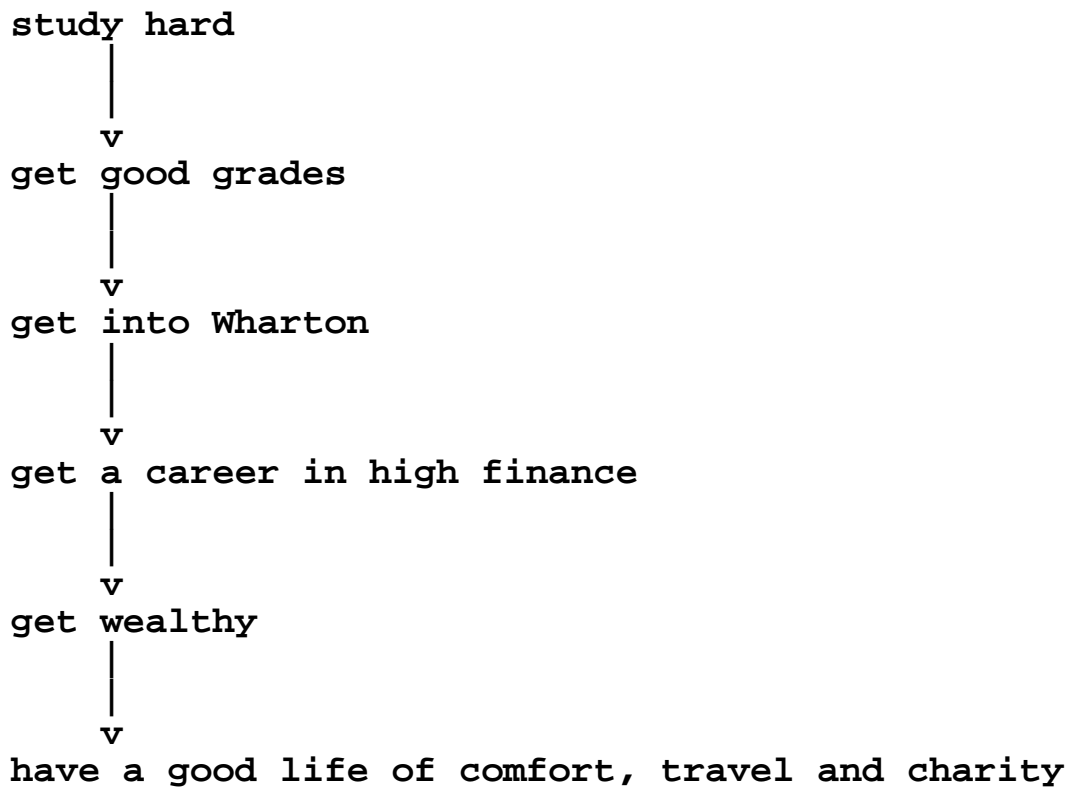 study hard
|
|
v
get good grades
|
|
v
get into Wharton
|
|
v
get a career in high finance
|
|
v
get wealthy
|
|
v
have a good life of comfort, travel and charity